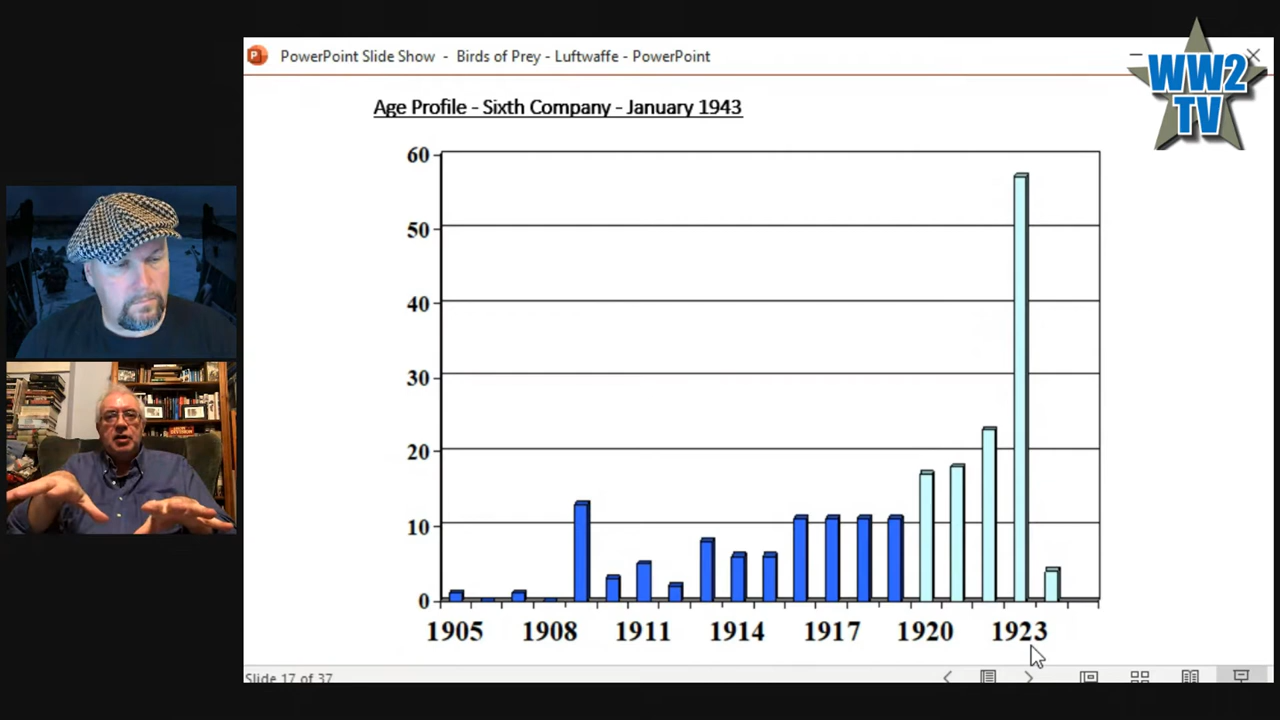 PowerPoint Slide Show - Birds of Prey - Luftwaffe - PowerPoint
WW2
TV
Age Profile - Sixth Company - January 1943
60
50
40
30
20
10
0
1905 1908 1911 1914 1917 1920 1923
Slide 17 of 37